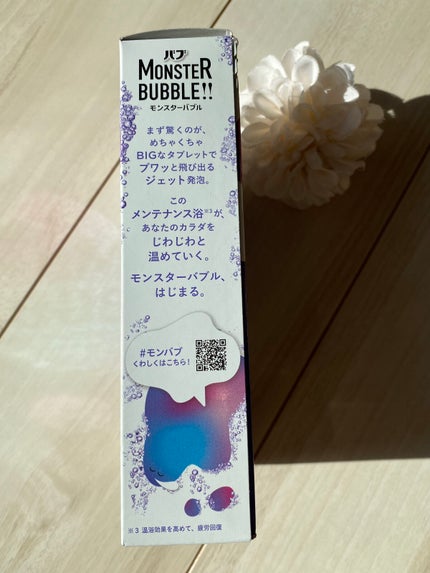 バブ
MONSTER
BUBBLE!!
モンスターバブル
まず驚くのが、
めちゃくちゃ
BIGなタブレットで
ブワッと飛び出る
ジェット発泡。
この
メンテナンス浴※3が、
あなたのカラダを
じわじわと
温めていく。
モンスターバブル、
はじまる。
#モンバブ
くわしくはこちら!
※3 温浴効果を高めて、疲労回復